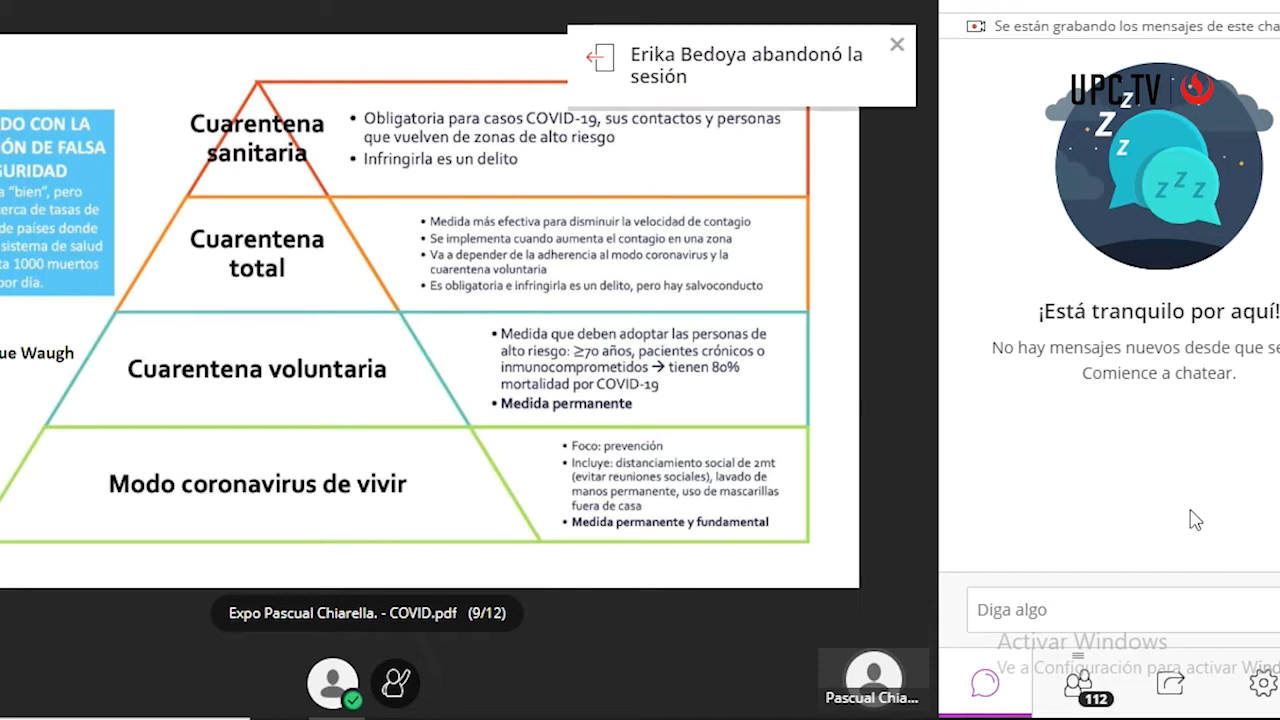 Erika Bedoya abandonó la
sesión
Se están grabando los mensajes de este
UPC TV
Z
Z
Z
Z Z Z
¡Está tranquilo por aquí!
No hay mensajes nuevos desde que se
Comience a chatear.
CON LA
DE FALSA
"bien", pero
de tasas de
de países donde
sistema de salud
1000 muertos
por día.
Waugh
Cuarentena
sanitaria
• Obligatoria para casos COVID-19, sus contactos y personas
que vuelven de zonas de alto riesgo
• Infringirla es un delito
Cuarentena
total
• Medida más efectiva para disminuir la velocidad de contagio
• Se implementa cuando aumenta el contagio en una zona
• Va a depender de la adherencia al modo coronavirus y la
cuarentena voluntaria
• Es obligatoria e infringirla es un delito, pero hay salvoconducto
Cuarentena voluntaria
• Medida que deben adoptar las personas de
alto riesgo: ≥70 años, pacientes crónicos o
inmunocomprometidos → tienen 80%
mortalidad por COVID-19
• Medida permanente
Modo coronavirus de vivir
• Foco: prevención
• Incluye: distanciamiento social de 2mt
(evitar reuniones sociales), lavado de
manos permanente, uso de mascarillas
fuera de casa
• Medida permanente y fundamental
Expo Pascual Chiarella. - COVID.pdf (9/12)
Pascual Chia...
Diga algo
Activar Windows
Ve a Configuración para activar
112